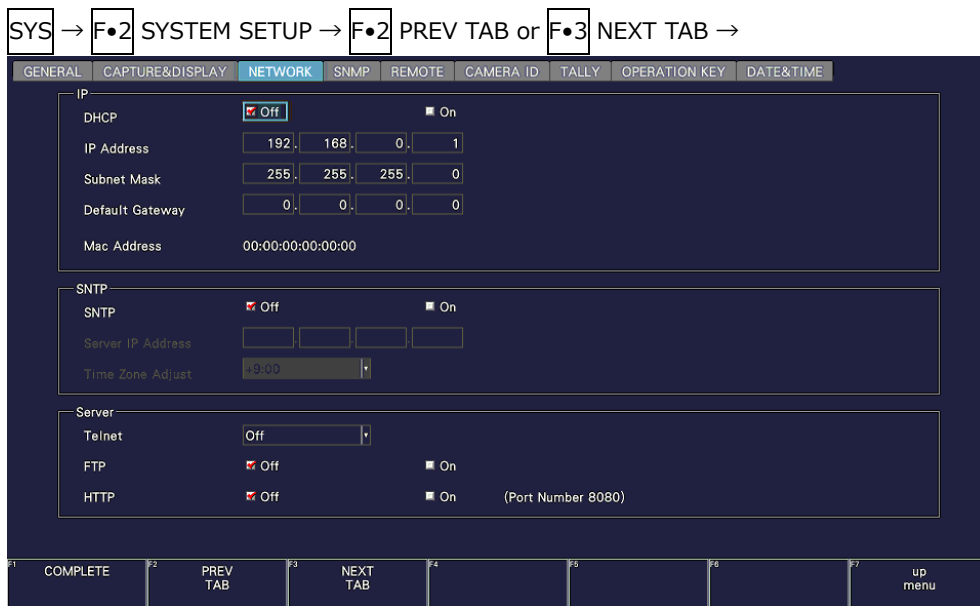 SYS → F•2 SYSTEM SETUP → F•2 PREV TAB or F•3 NEXT TAB →
GENERAL CAPTURE&DISPLAY NETWORK SNMP REMOTE CAMERA ID TALLY OPERATION KEY DATE&TIME
IP
DHCP Off On
IP Address 192. 168. 0. 1
Subnet Mask 255. 255. 255. 0
Default Gateway 0. 0. 0. 0
Mac Address 00:00:00:00:00:00
SNTP
SNTP Off On
Server IP Address . . .
Time Zone Adjust +9:00
Server
Telnet Off
FTP Off On
HTTP Off On (Port Number 8080)
F1 COMPLETE F2 PREV TAB F3 NEXT TAB F4 F5 F6 F7 up menu